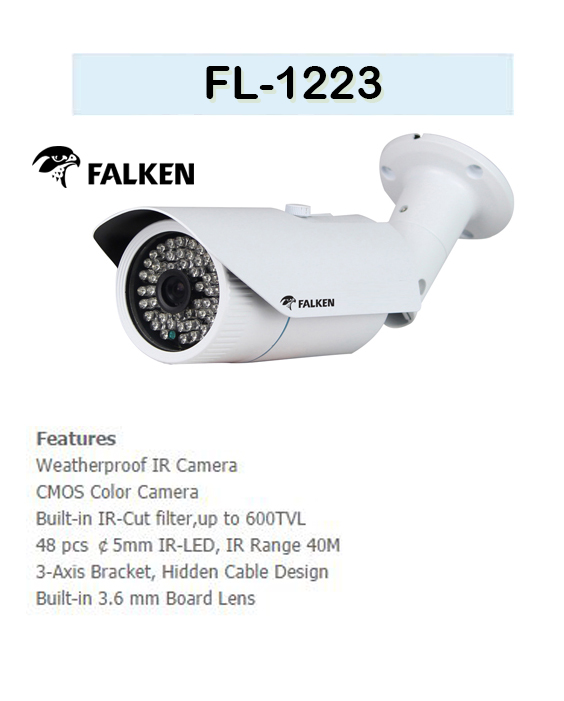 FL-1223
FALKEN
FALKEN
Features
Weatherproof IR Camera
CMOS Color Camera
Built-in IR-Cut filter,up to 600TVL
48 pcs ¢5mm IR-LED, IR Range 40M
3-Axis Bracket, Hidden Cable Design
Built-in 3.6 mm Board Lens